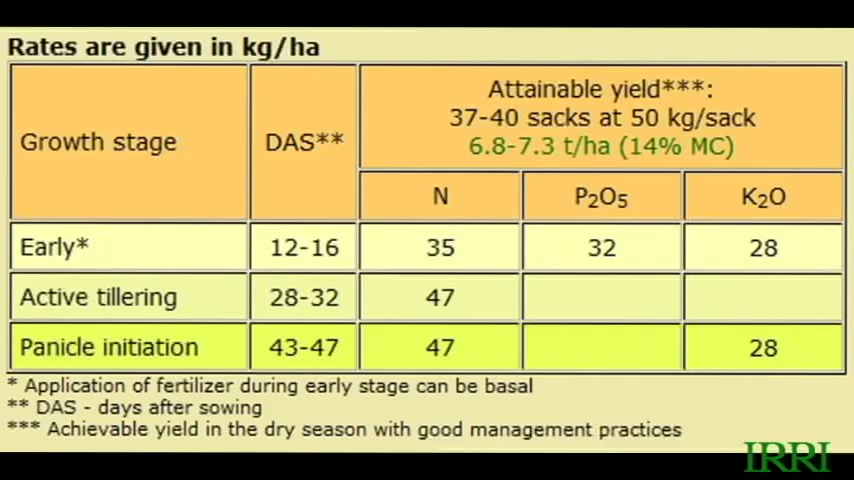 Rates are given in kg/ha
Growth stage DAS** Attainable yield***:
37-40 sacks at 50 kg/sack
6.8-7.3 t/ha (14% MC)
N P₂O₅ K₂O
Early* 12-16 35 32 28
Active tillering 28-32 47
Panicle initiation 43-47 47 28
* Application of fertilizer during early stage can be basal
** DAS - days after sowing
*** Achievable yield in the dry season with good management practices
IRRI